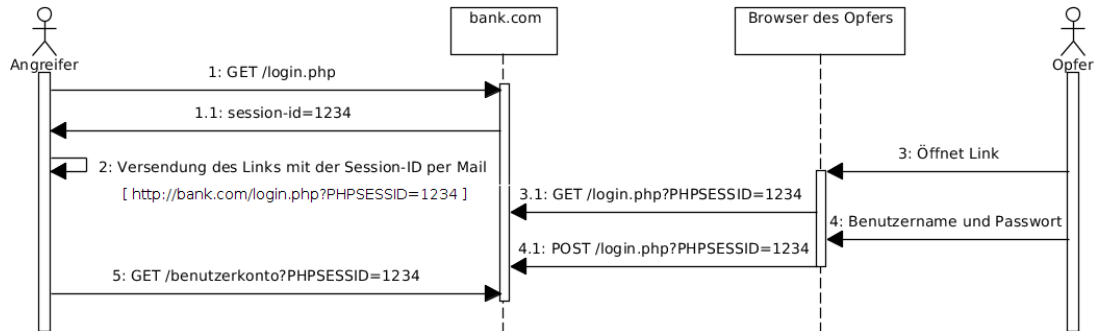 bank.com
Browser des Opfers
Angreifer
Opfer
1: GET /login.php
1.1: session-id=1234
2: Versendung des Links mit der Session-ID per Mail
[ http://bank.com/login.php?PHPSESSID=1234 ]
3: Öffnet Link
3.1: GET /login.php?PHPSESSID=1234
4: Benutzername und Passwort
4.1: POST /login.php?PHPSESSID=1234
5: GET /benutzerkonto?PHPSESSID=1234